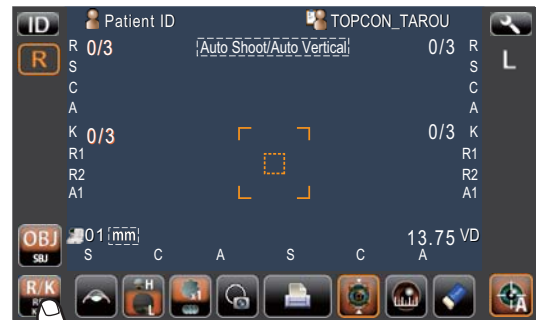 ID Patient ID TOPCON_TAROU
R R 0/3 Auto Shoot/Auto Vertical 0/3 R L
S S
C C
A A
K 0/3 0/3 K
R1 R1
R2 R2
A1 A1
OBJ 01 mm 13.75 VD
SBJ S C A S C A
R/K H L x1 A